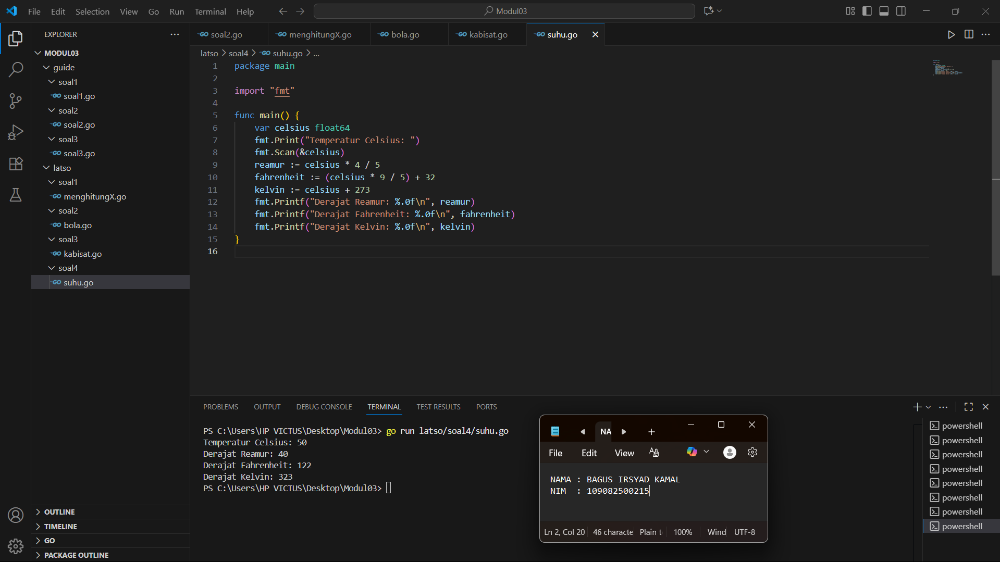 File Edit Selection View Go Run Terminal Help
Modul03
EXPLORER
MODUL03
guide
soal1
soal1.go
soal2
soal2.go
soal3
soal3.go
latso
soal1
menghitungX.go
soal2
bola.go
soal3
kabisat.go
soal4
suhu.go
OUTLINE
TIMELINE
GO
PACKAGE OUTLINE
GO soal2.go GO menghitungX.go GO bola.go GO kabisat.go GO suhu.go
latso > soal4 > GO suhu.go > ...
1 package main
2
3 import "fmt"
4
5 func main() {
6 var celsius float64
7 fmt.Print("Temperatur Celsius: ")
8 fmt.Scan(&celsius)
9 reamur := celsius * 4 / 5
10 fahrenheit := (celsius * 9 / 5) + 32
11 kelvin := celsius + 273
12 fmt.Printf("Derajat Reamur: %.0f\n", reamur)
13 fmt.Printf("Derajat Fahrenheit: %.0f\n", fahrenheit)
14 fmt.Printf("Derajat Kelvin: %.0f\n", kelvin)
15 }
16
PROBLEMS OUTPUT DEBUG CONSOLE TERMINAL TEST RESULTS PORTS
PS C:\Users\HP VICTUS\Desktop\Modul03> go run latso/soal4/suhu.go
Temperatur Celsius: 50
Derajat Reamur: 40
Derajat Fahrenheit: 122
Derajat Kelvin: 323
PS C:\Users\HP VICTUS\Desktop\Modul03>
NA
File Edit View
NAMA : BAGUS IRSYAD KAMAL
NIM : 109082500215
Ln 2, Col 20 46 characte Plain t 100% Wind UTF-8
powershell
powershell
powershell
powershell
powershell
powershell
powershell
powershell